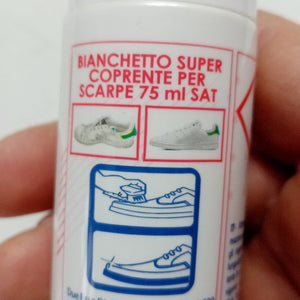 BIANCHETTO SUPER
COPRENTE PER
SCARPE 75 ml SAT